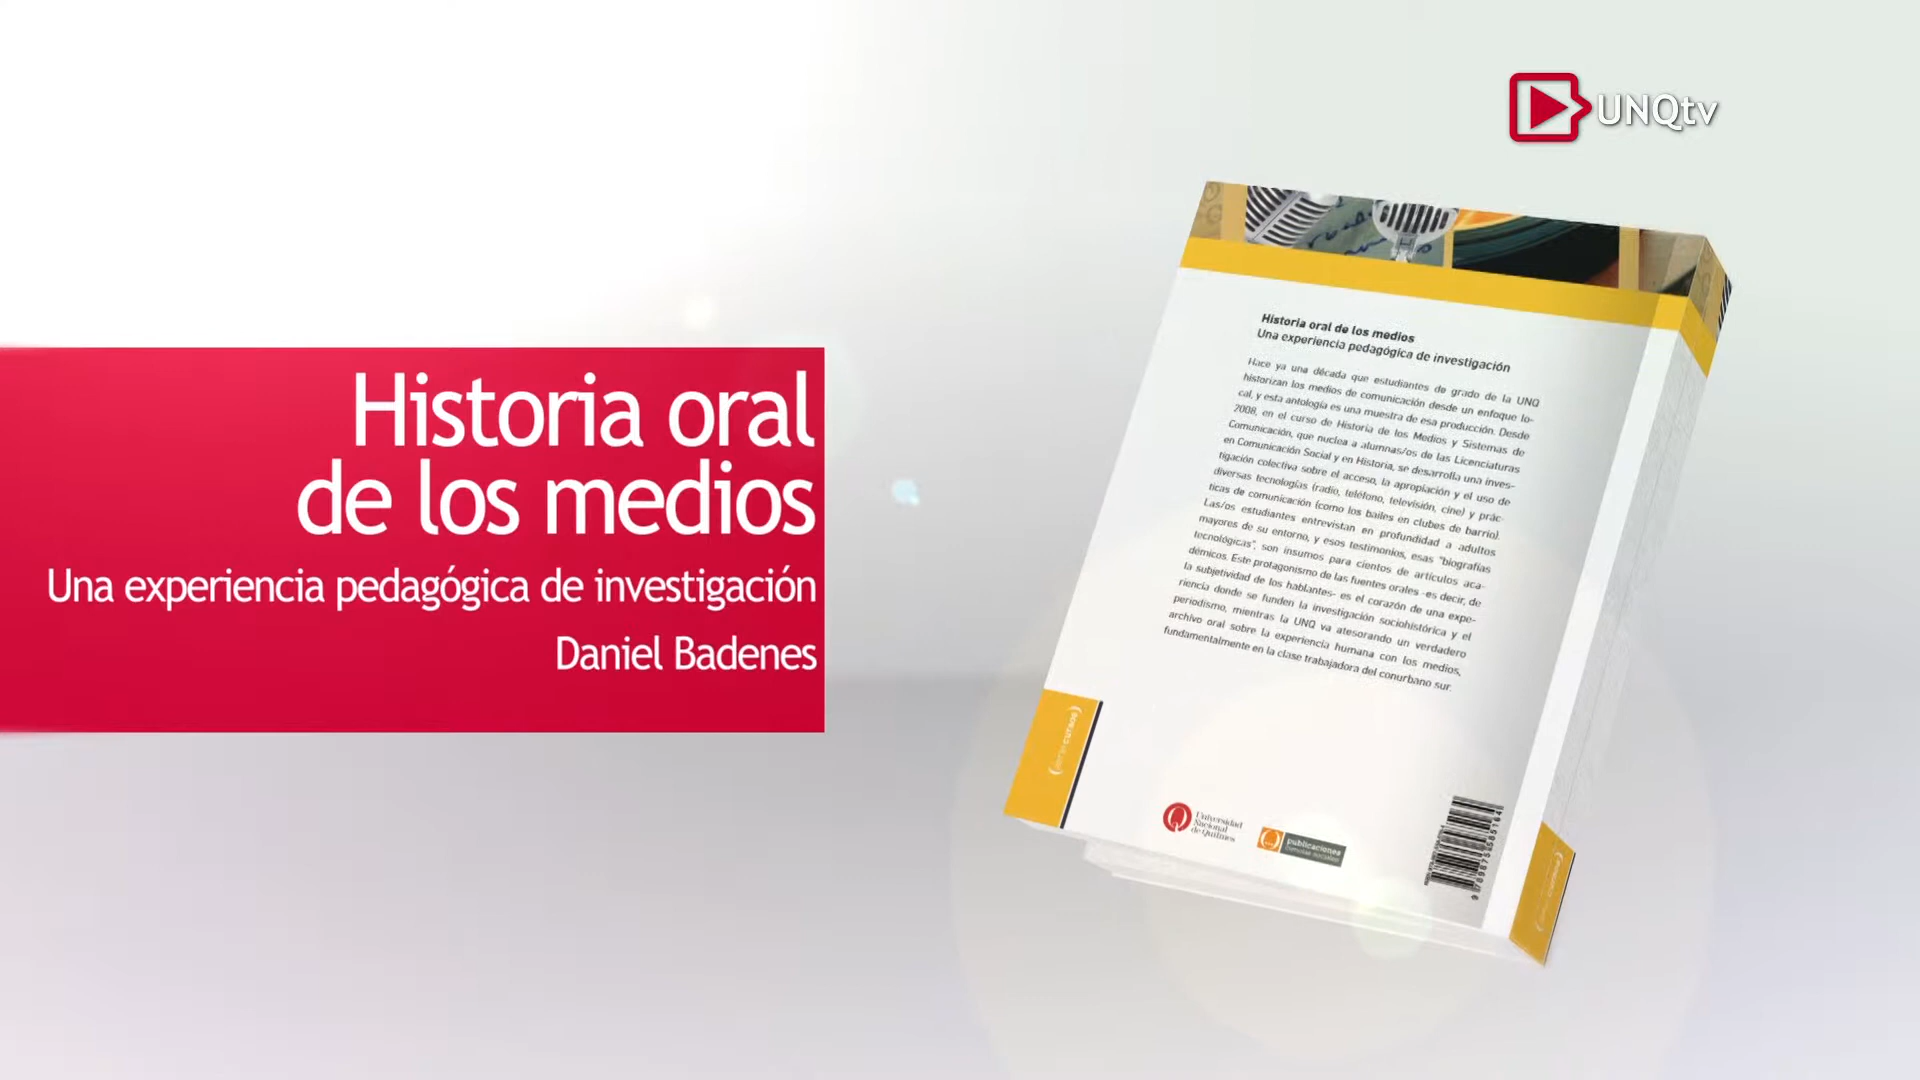 UNQtv
Historia oral
de los medios
Una experiencia pedagógica de investigación
Daniel Badenes
Historia oral de los medios
Una experiencia pedagógica de investigación
Hace ya una década que estudiantes de grado de la UNQ
historizan los medios de comunicación desde un enfoque lo-
cal, y esta antología es una muestra de esa producción. Desde
2008, en el curso de Historia de los Medios y Sistemas de
Comunicación, que nuclea a alumnas/os de las Licenciaturas
en Comunicación Social y en Historia, se desarrolla una inves-
tigación colectiva sobre el acceso, la apropiación y el uso de
diversas tecnologías (radio, teléfono, televisión, cine) y prác-
ticas de comunicación (como los bailes en clubes de barrio).
Las/os estudiantes entrevistan en profundidad a adultos
mayores de su entorno, y esos testimonios, esas "biografías
tecnológicas", son insumos para cientos de artículos aca-
démicos. Este protagonismo de las fuentes orales -es decir, de
la subjetividad de los hablantes- es el corazón de una expe-
riencia donde se funden la investigación sociohistórica y el
periodismo, mientras la UNQ va atesorando un verdadero
archivo oral sobre la experiencia humana con los medios,
fundamentalmente en la clase trabajadora del conurbano sur.
Universidad
Nacional
de Quilmes
publicaciones
ciencias sociales